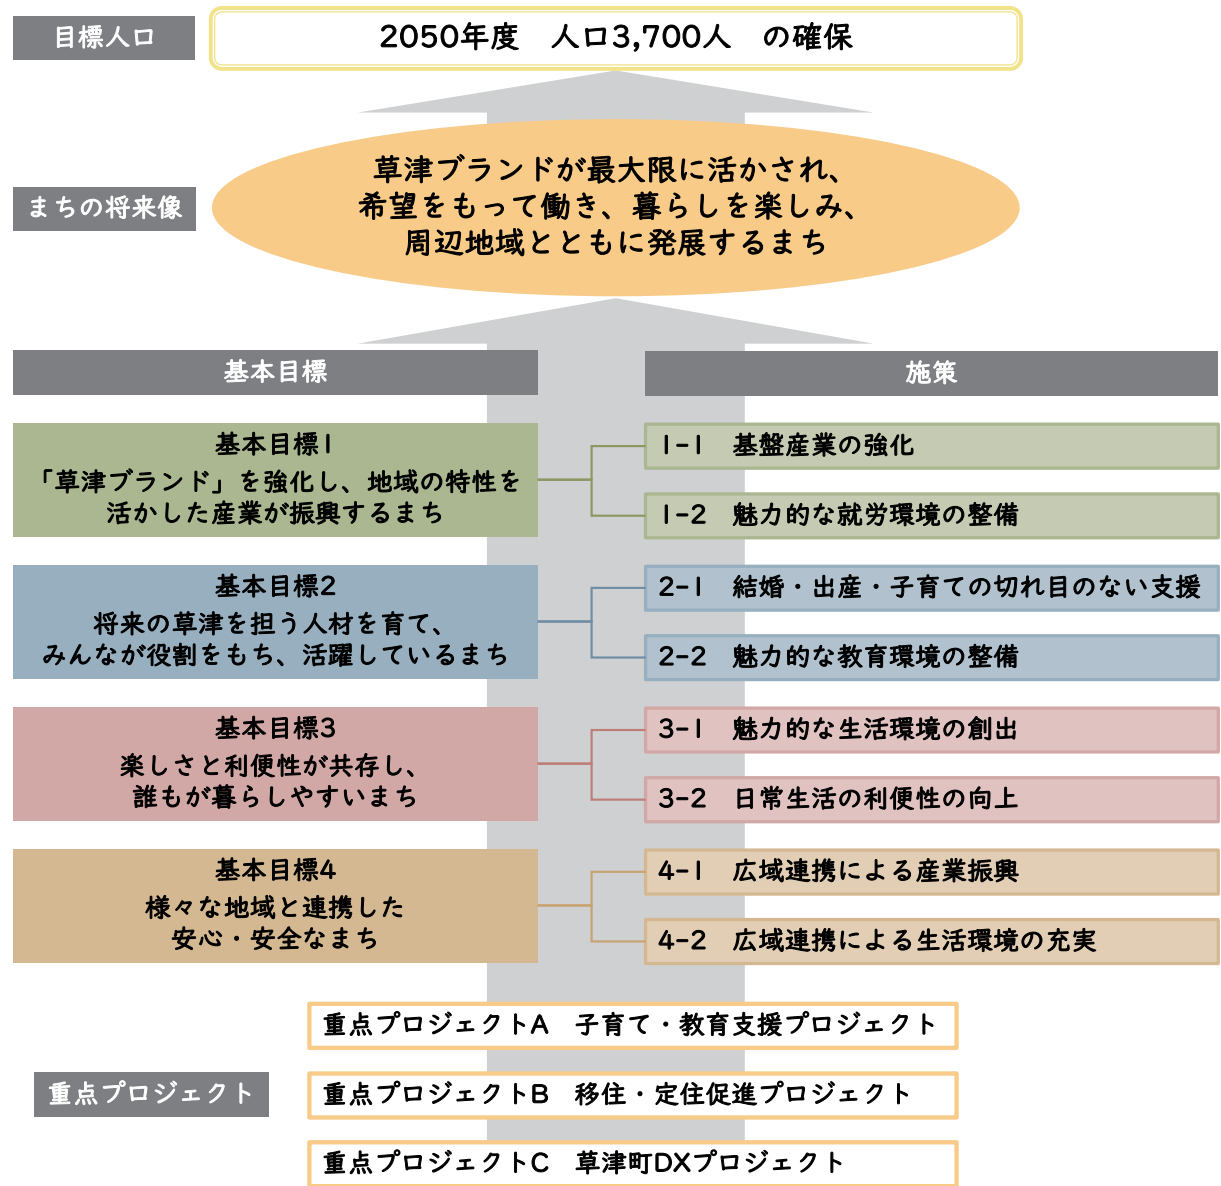 目標人口
2050年度　人口3,700人　の確保
まちの将来像
草津ブランドが最大限に活かされ、
希望をもって働き、暮らしを楽しみ、
周辺地域とともに発展するまち
基本目標
施策
基本目標1
「草津ブランド」を強化し、地域の特性を
活かした産業が振興するまち
1-1　基盤産業の強化
1-2　魅力的な就労環境の整備
基本目標2
将来の草津を担う人材を育て、
みんなが役割をもち、活躍しているまち
2-1　結婚・出産・子育ての切れ目のない支援
2-2　魅力的な教育環境の整備
基本目標3
楽しさと利便性が共存し、
誰もが暮らしやすいまち
3-1　魅力的な生活環境の創出
3-2　日常生活の利便性の向上
基本目標4
様々な地域と連携した
安心・安全なまち
4-1　広域連携による産業振興
4-2　広域連携による生活環境の充実
重点プロジェクト
重点プロジェクトA　子育て・教育支援プロジェクト
重点プロジェクトB　移住・定住促進プロジェクト
重点プロジェクトC　草津町DXプロジェクト